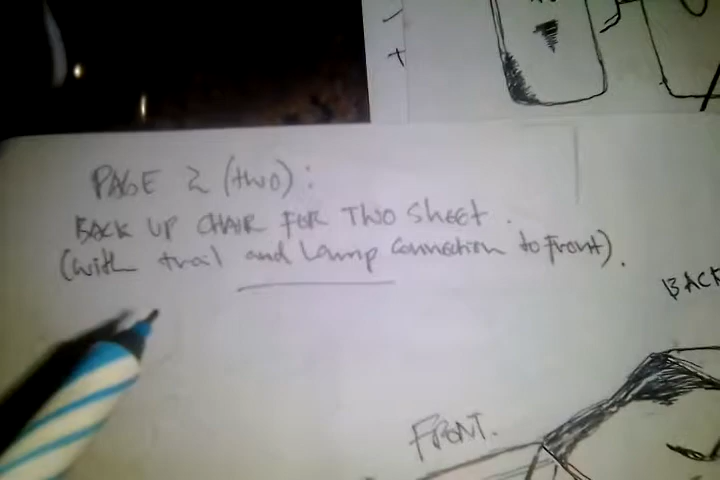 PAGE 2 (two):
BACK UP CHAIR FOR TWO SHEET.
(with trail and Lamp connection to Front).
BACK
FRONT.